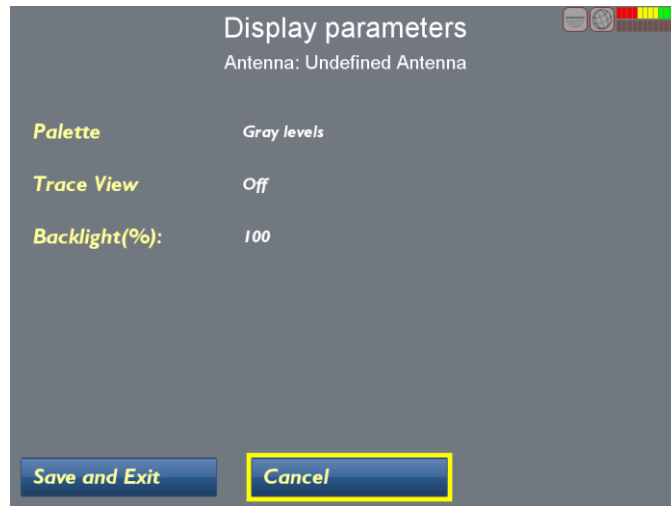 Display parameters
Antenna: Undefined Antenna
Palette Gray levels
Trace View Off
Backlight(%): 100
Save and Exit Cancel